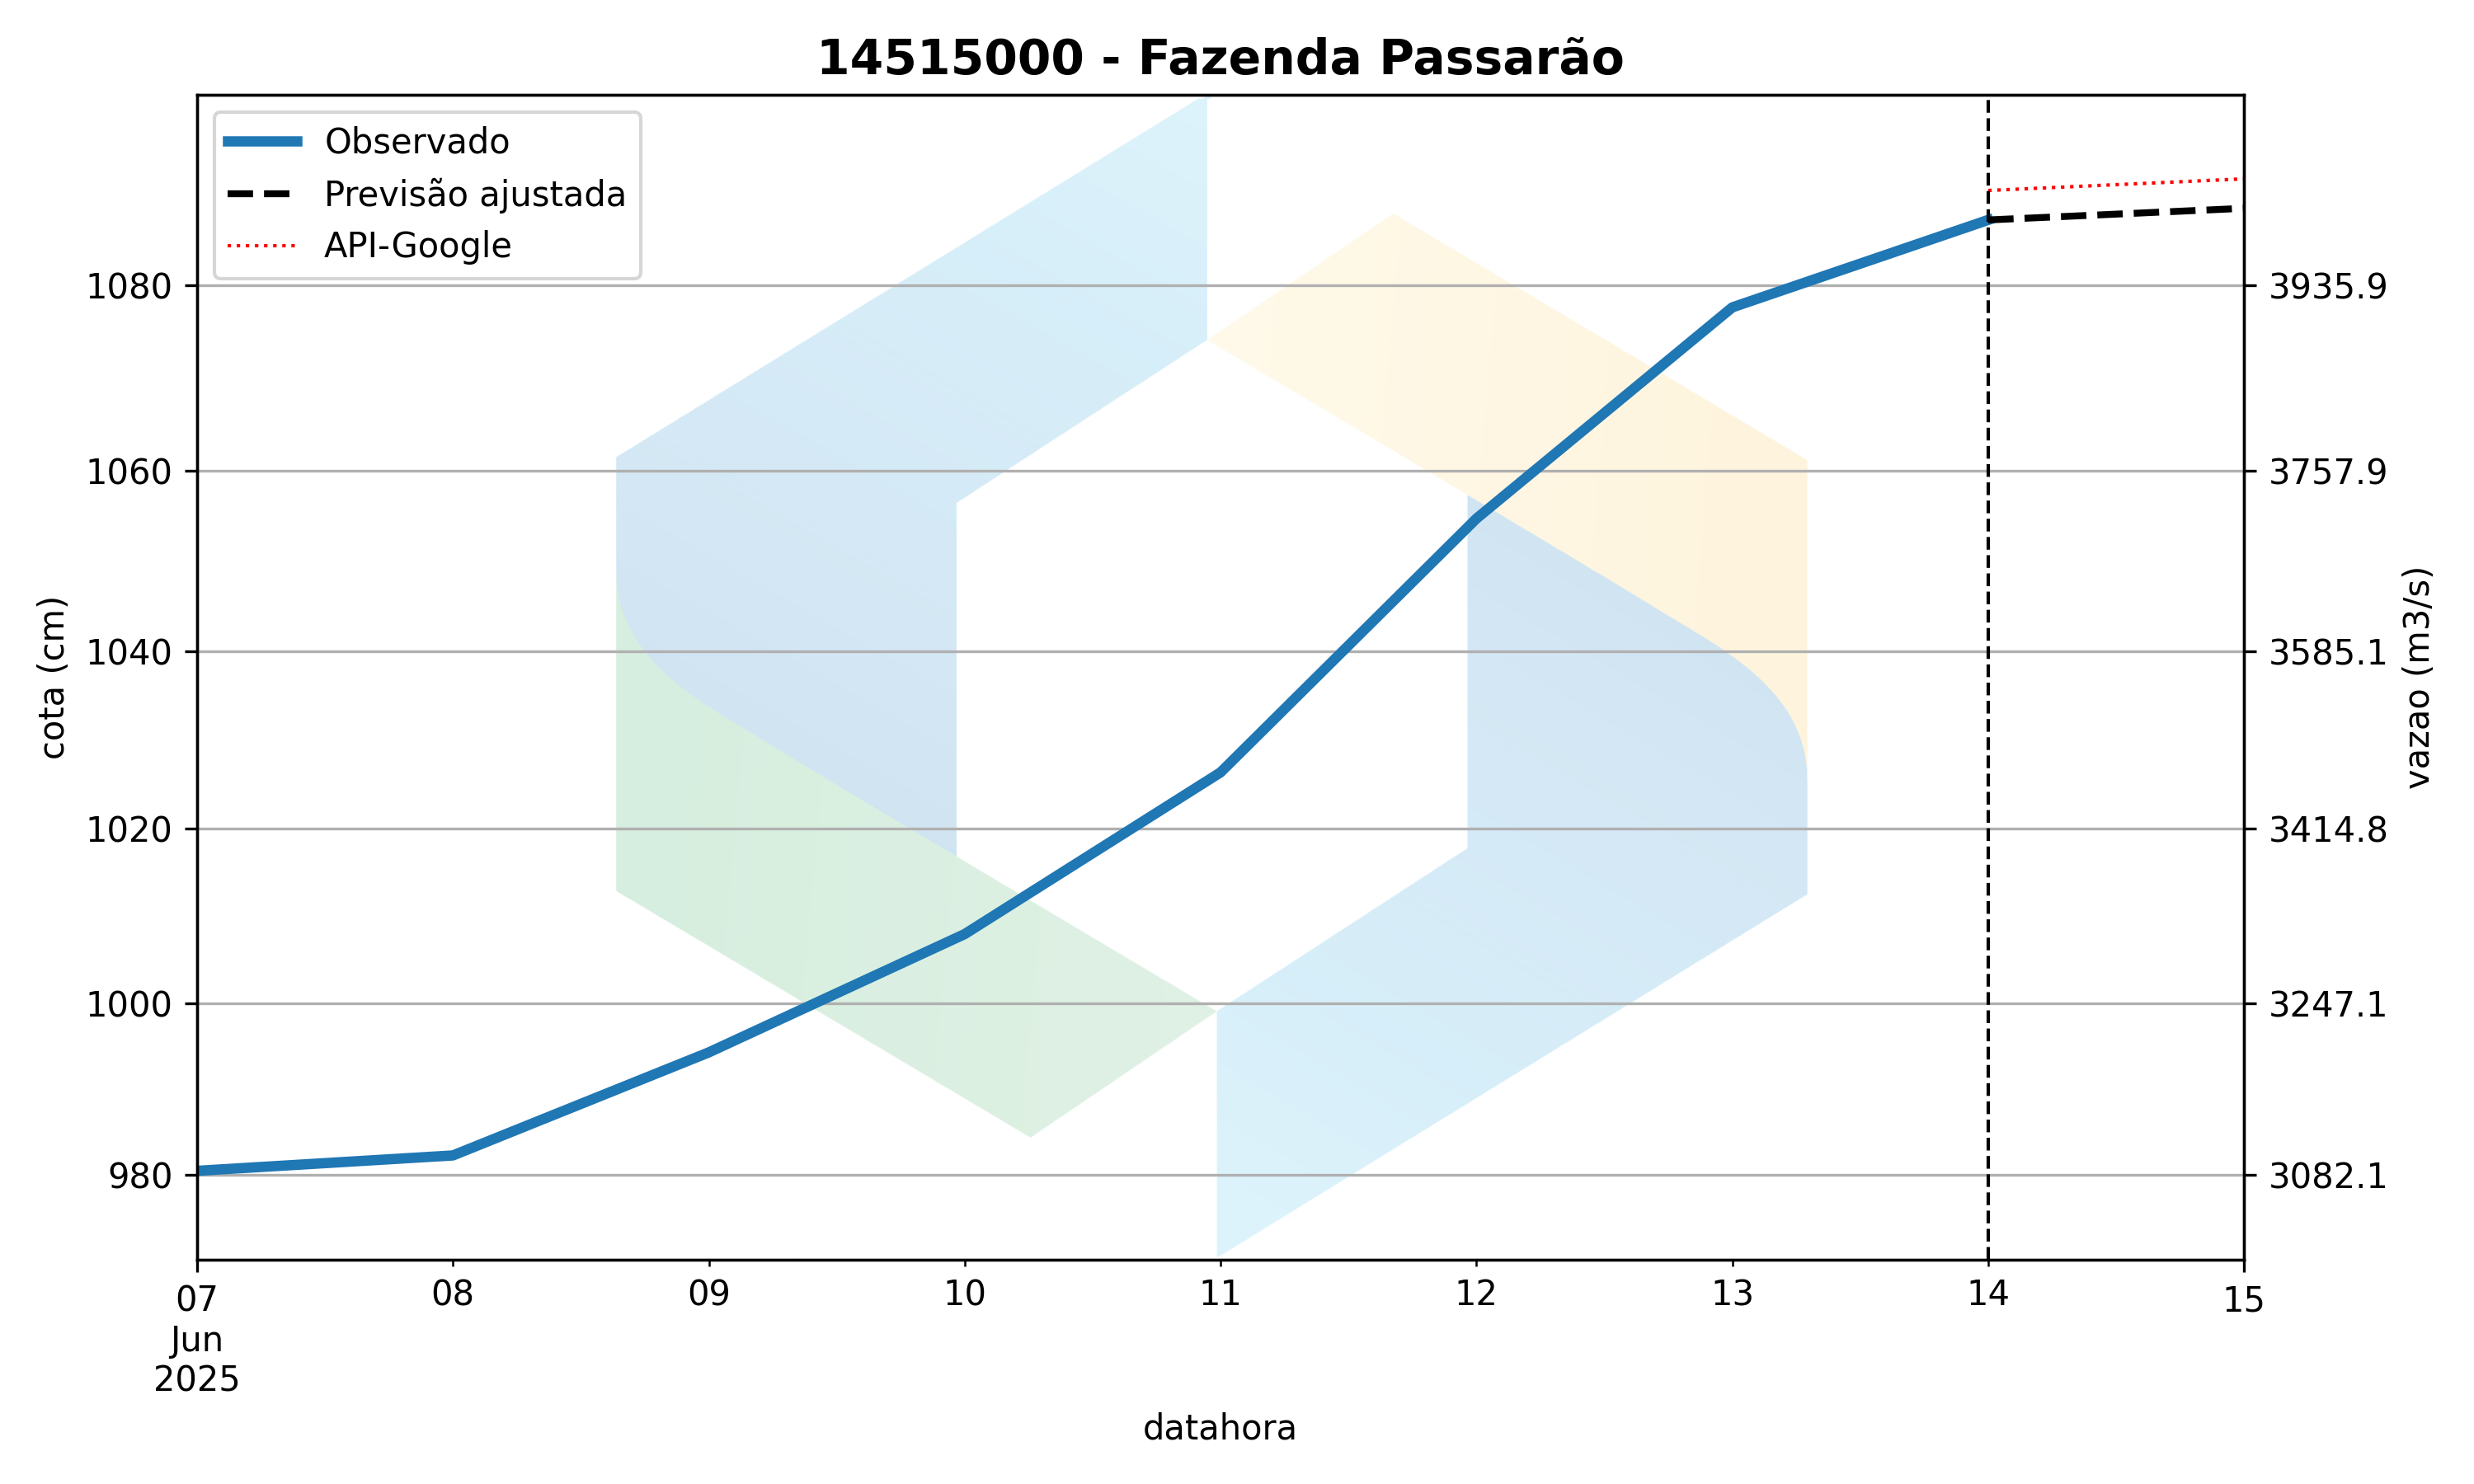 14515000 - Fazenda Passarão
Observado
Previsão ajustada
API-Google
1080
1060
1040
1020
1000
980
cota (cm)
3935.9
3757.9
3585.1
3414.8
3247.1
3082.1
vazao (m3/s)
07
08
09
10
11
12
13
14
15
Jun
2025
datahora